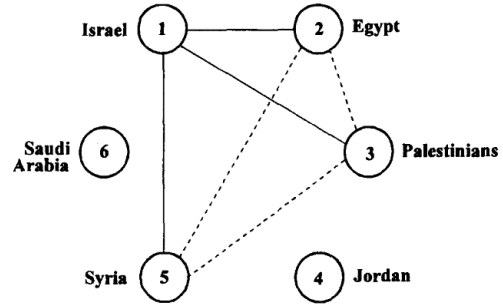 Israel 1 2 Egypt
Saudi
Arabia 6 3 Palestinians
Syria 5 4 Jordan